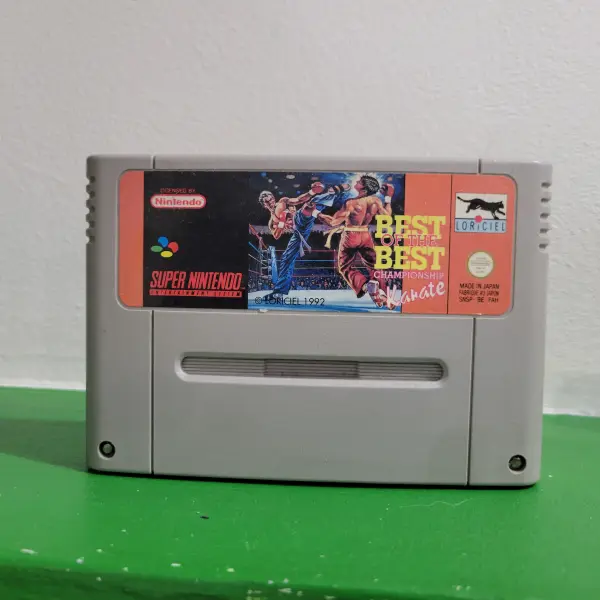 LICENSED BY
Nintendo
SUPER NINTENDO
ENTERTAINMENT SYSTEM
© LORICIEL 1992
BEST
OF THE
BEST
CHAMPIONSHIP
Karate
LORICIEL
MADE IN JAPAN
FABRIQUE AU JAPON
SNSP BE FAH